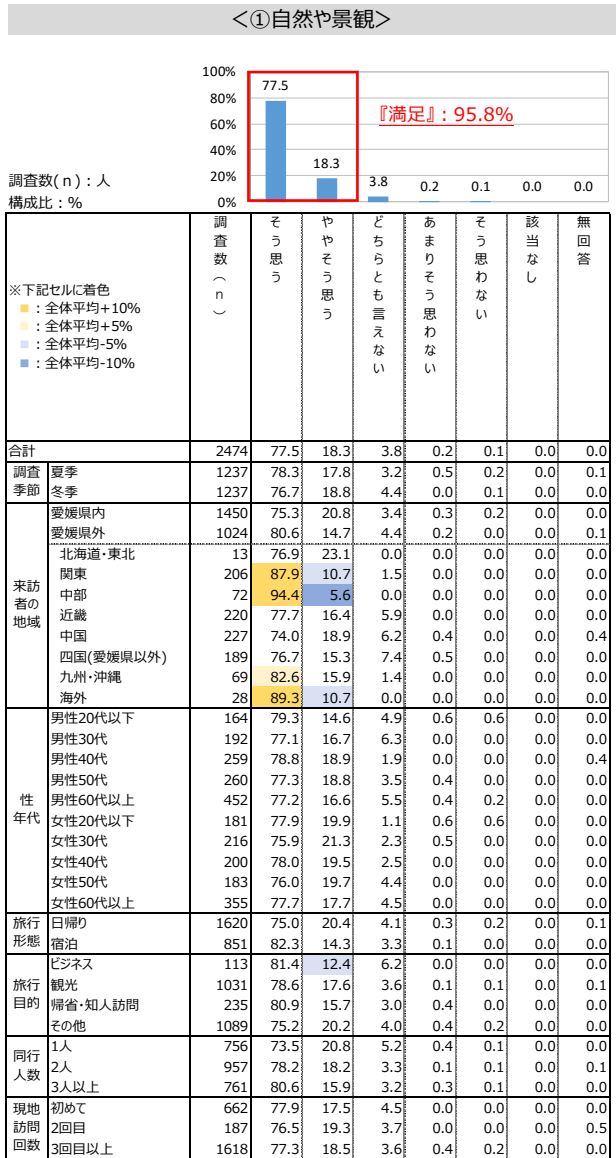 <①自然や景観>
100%
80%
60%
40%
20%
0%
77.5
18.3
3.8
0.2
0.1
0.0
0.0
『満足』：95.8%
調査数(ｎ)：人
構成比：%
※下記セルに着色
■：全体平均+10%
■：全体平均+5%
■：全体平均-5%
■：全体平均-10%
調査数（ｎ）
そう思う
ややそう思う
どちらとも言えない
あまりそう思わない
そう思わない
該当なし
無回答
合計 2474 77.5 18.3 3.8 0.2 0.1 0.0 0.0
調査季節
夏季 1237 78.3 17.8 3.2 0.5 0.2 0.0 0.1
冬季 1237 76.7 18.8 4.4 0.0 0.1 0.0 0.0
来訪者の地域
愛媛県内 1450 75.3 20.8 3.4 0.3 0.2 0.0 0.0
愛媛県外 1024 80.6 14.7 4.4 0.2 0.0 0.0 0.1
北海道･東北 13 76.9 23.1 0.0 0.0 0.0 0.0 0.0
関東 206 87.9 10.7 1.5 0.0 0.0 0.0 0.0
中部 72 94.4 5.6 0.0 0.0 0.0 0.0 0.0
近畿 220 77.7 16.4 5.9 0.0 0.0 0.0 0.0
中国 227 74.0 18.9 6.2 0.4 0.0 0.0 0.4
四国(愛媛県以外) 189 76.7 15.3 7.4 0.5 0.0 0.0 0.0
九州･沖縄 69 82.6 15.9 1.4 0.0 0.0 0.0 0.0
海外 28 89.3 10.7 0.0 0.0 0.0 0.0 0.0
性年代
男性20代以下 164 79.3 14.6 4.9 0.6 0.6 0.0 0.0
男性30代 192 77.1 16.7 6.3 0.0 0.0 0.0 0.0
男性40代 259 78.8 18.9 1.9 0.0 0.0 0.0 0.4
男性50代 260 77.3 18.8 3.5 0.4 0.0 0.0 0.0
男性60代以上 452 77.2 16.6 5.5 0.4 0.2 0.0 0.0
女性20代以下 181 77.9 19.9 1.1 0.6 0.6 0.0 0.0
女性30代 216 75.9 21.3 2.3 0.5 0.0 0.0 0.0
女性40代 200 78.0 19.5 2.5 0.0 0.0 0.0 0.0
女性50代 183 76.0 19.7 4.4 0.0 0.0 0.0 0.0
女性60代以上 355 77.7 17.7 4.5 0.0 0.0 0.0 0.0
旅行形態
日帰り 1620 75.0 20.4 4.1 0.3 0.2 0.0 0.1
宿泊 851 82.3 14.3 3.3 0.1 0.0 0.0 0.0
旅行目的
ビジネス 113 81.4 12.4 6.2 0.0 0.0 0.0 0.0
観光 1031 78.6 17.6 3.6 0.1 0.1 0.0 0.1
帰省･知人訪問 235 80.9 15.7 3.0 0.4 0.0 0.0 0.0
その他 1089 75.2 20.2 4.0 0.4 0.2 0.0 0.0
同行人数
1人 756 73.5 20.8 5.2 0.4 0.1 0.0 0.0
2人 957 78.2 18.2 3.3 0.1 0.1 0.0 0.1
3人以上 761 80.6 15.9 3.2 0.3 0.1 0.0 0.0
現地訪問回数
初めて 662 77.9 17.5 4.5 0.0 0.0 0.0 0.0
2回目 187 76.5 19.3 3.7 0.0 0.0 0.0 0.5
3回目以上 1618 77.3 18.5 3.6 0.4 0.2 0.0 0.0